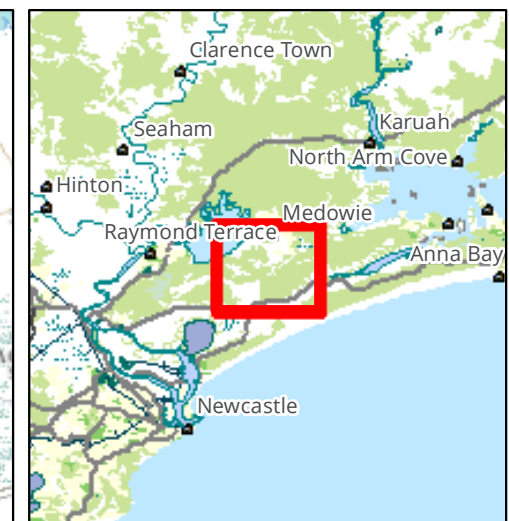 Clarence Town
Karuah
Seaham
North Arm Cove
Hinton
Medowie
Raymond Terrace
Anna Bay
Newcastle